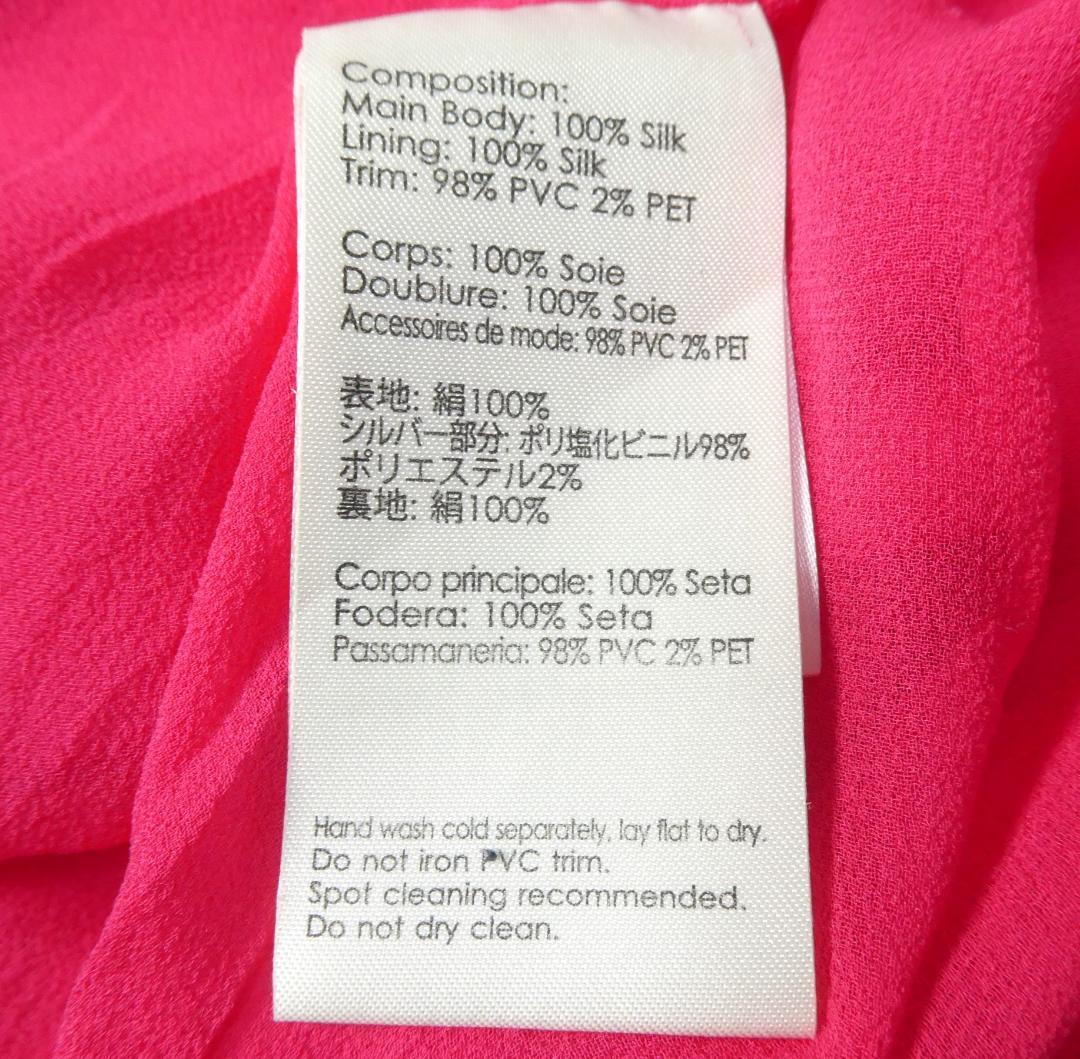 Composition:
Main Body: 100% Silk
Lining: 100% Silk
Trim: 98% PVC 2% PET
Corps: 100% Soie
Doublure: 100% Soie
Accessoires de mode: 98% PVC 2% PET
表地: 絹100%
シルバー部分: ポリ塩化ビニル98%
ポリエステル2%
裏地: 絹100%
Corpo principale: 100% Seta
Fodera: 100% Seta
Passamaneria: 98% PVC 2% PET
Hand wash cold separately, lay flat to dry.
Do not iron PVC trim.
Spot cleaning recommended.
Do not dry clean.